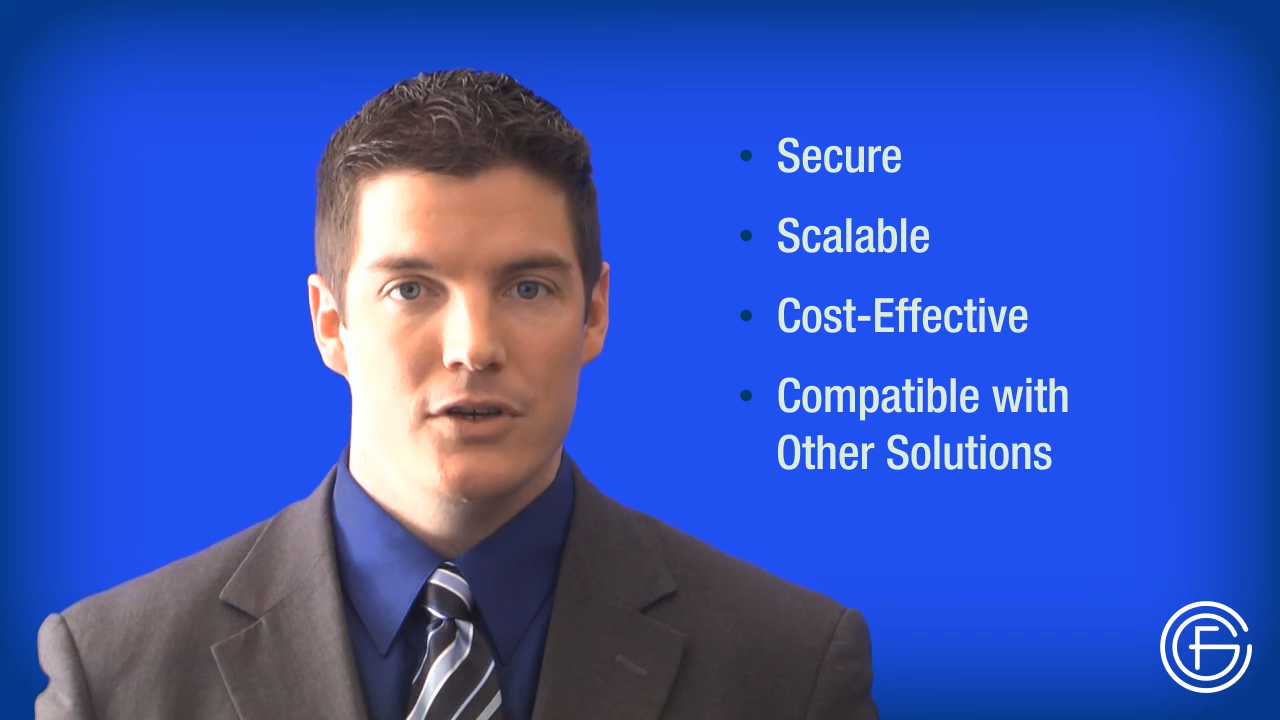 • Secure
• Scalable
• Cost-Effective
• Compatible with
Other Solutions